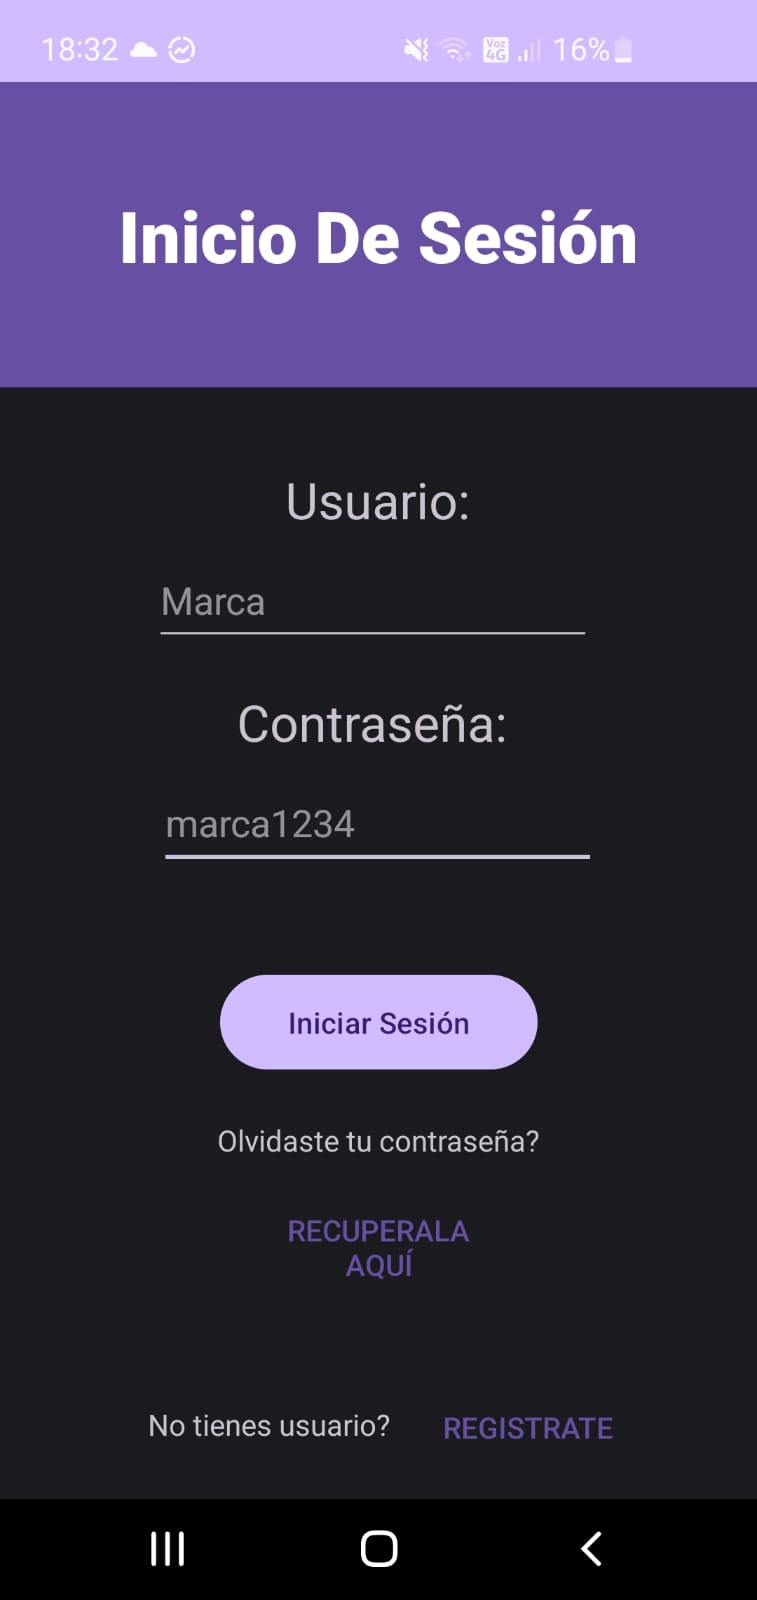 18:32 Voz 4G 16%
Inicio De Sesión
Usuario:
Marca
Contraseña:
marca1234
Iniciar Sesión
Olvidaste tu contraseña?
RECUPERALA
AQUÍ
No tienes usuario? REGISTRATE